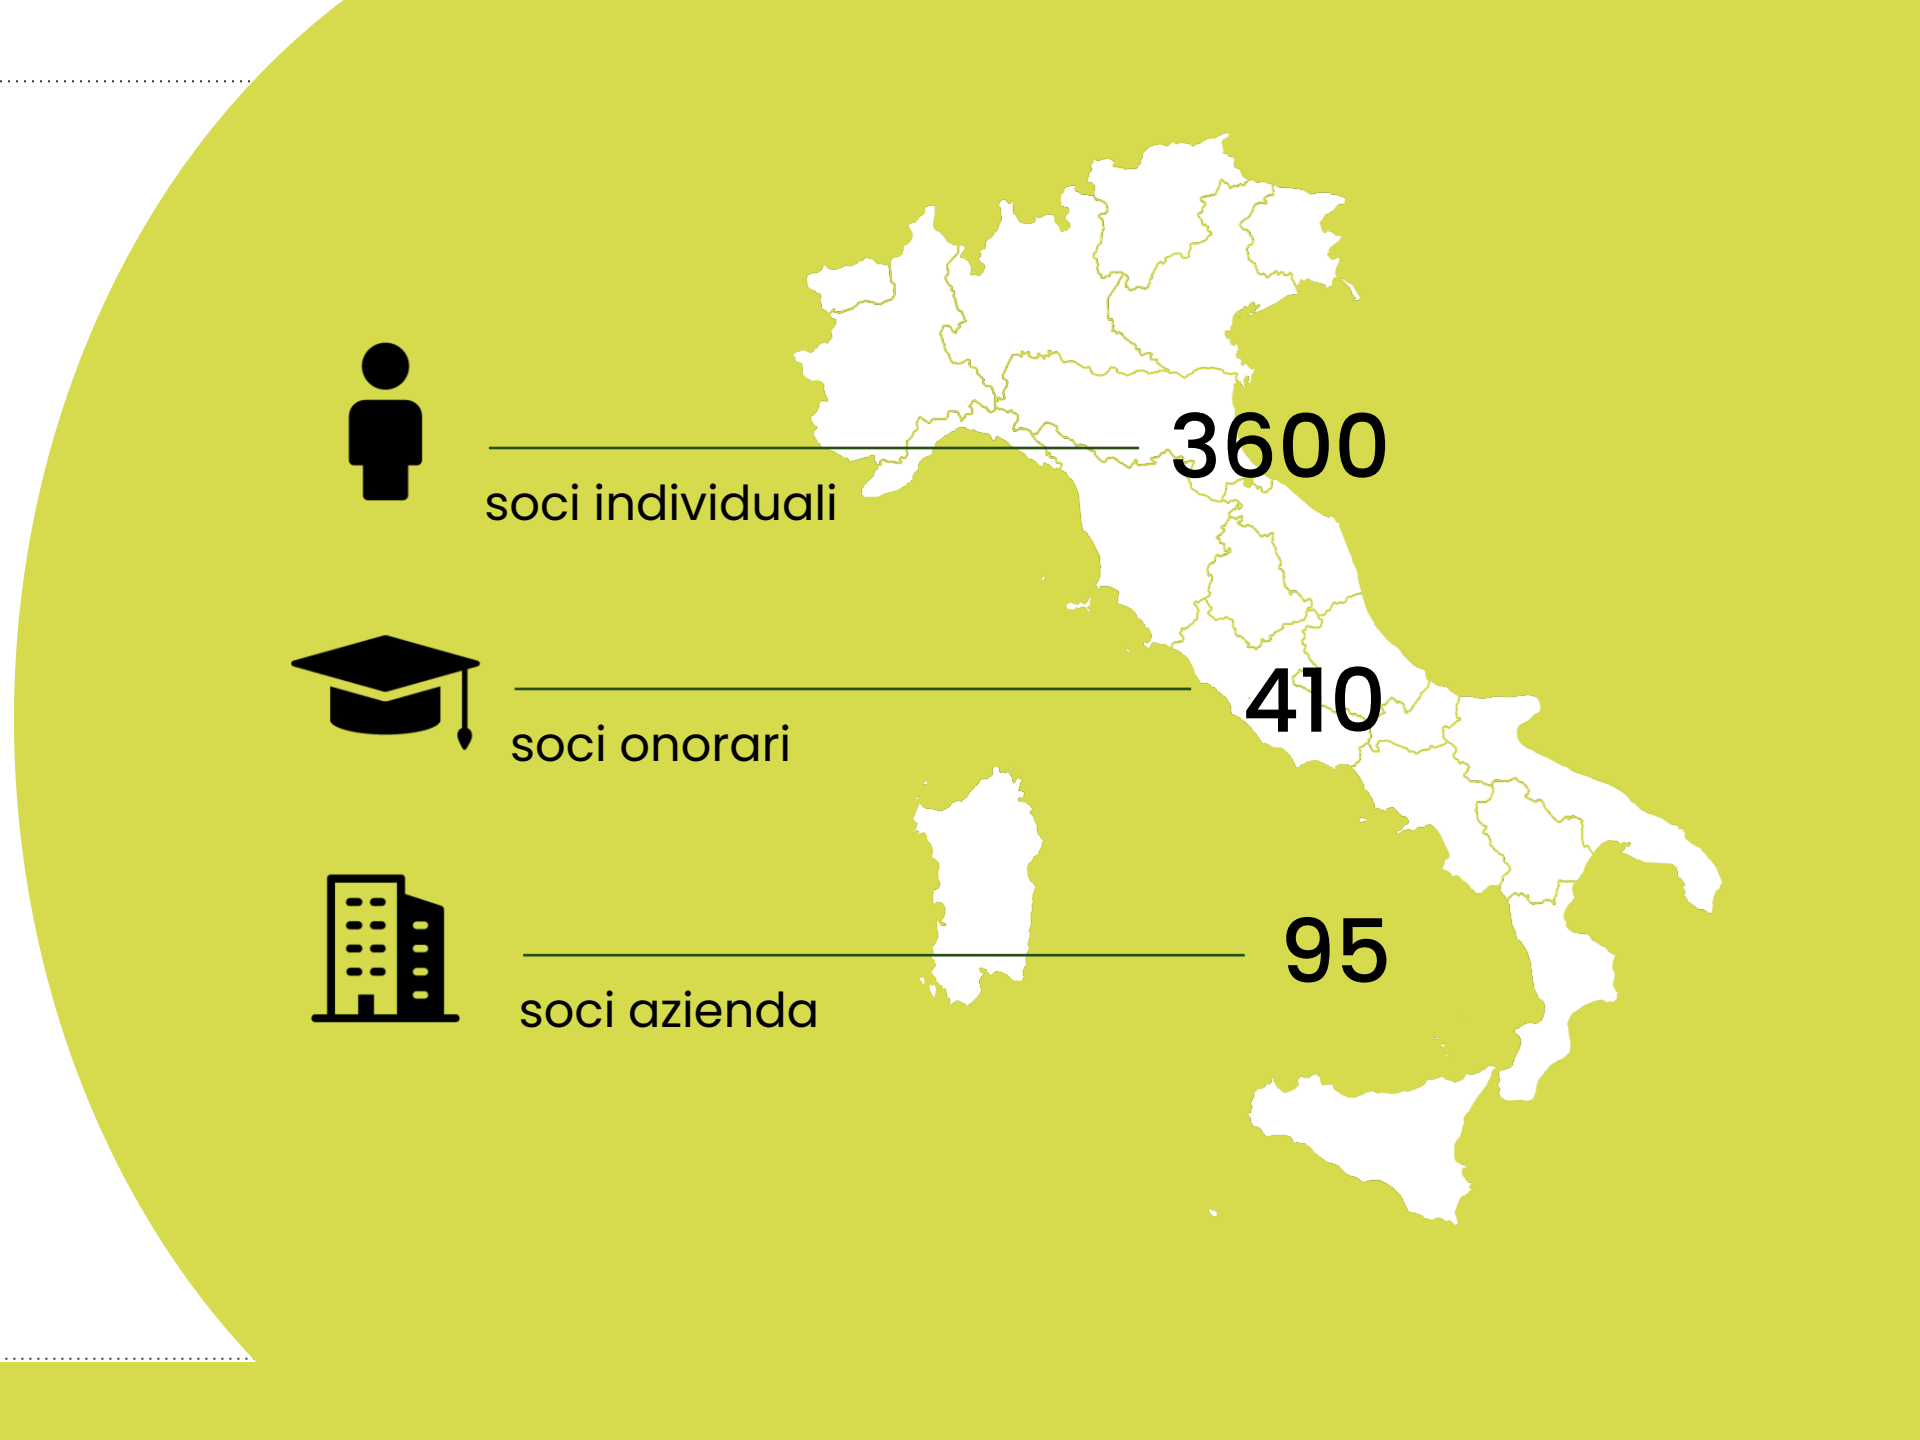 3600
soci individuali
410
soci onorari
95
soci azienda